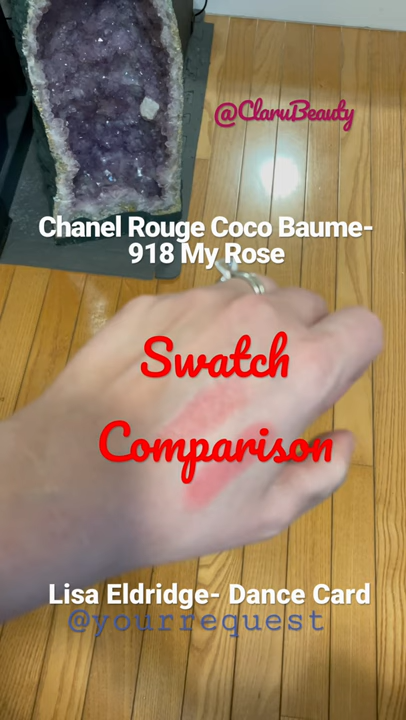 @ClaruBeauty
Chanel Rouge Coco Baume-
918 My Rose
Swatch
Comparison
Lisa Eldridge- Dance Card
@yourrequest